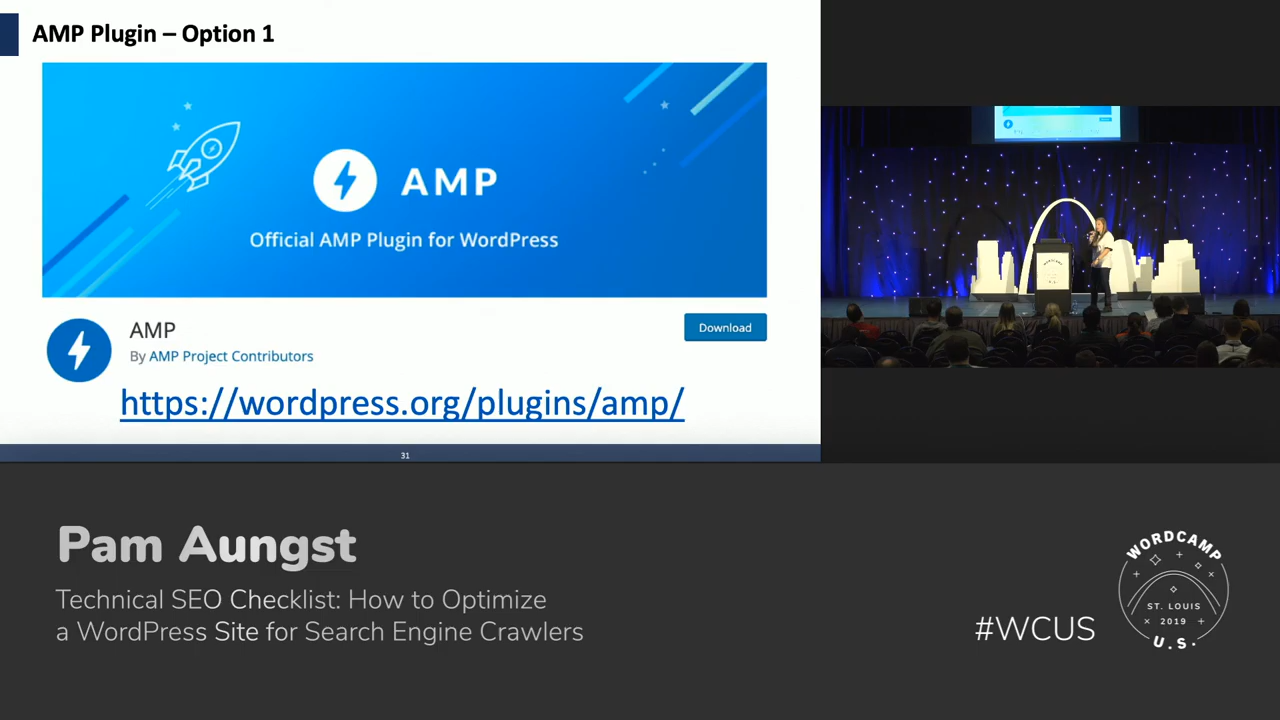 AMP Plugin – Option 1
AMP
Official AMP Plugin for WordPress
AMP
By AMP Project Contributors
Download
https://wordpress.org/plugins/amp/
31
Pam Aungst
Technical SEO Checklist: How to Optimize
a WordPress Site for Search Engine Crawlers
#WCUS
WORDCAMP
ST. LOUIS
2019
U.S.